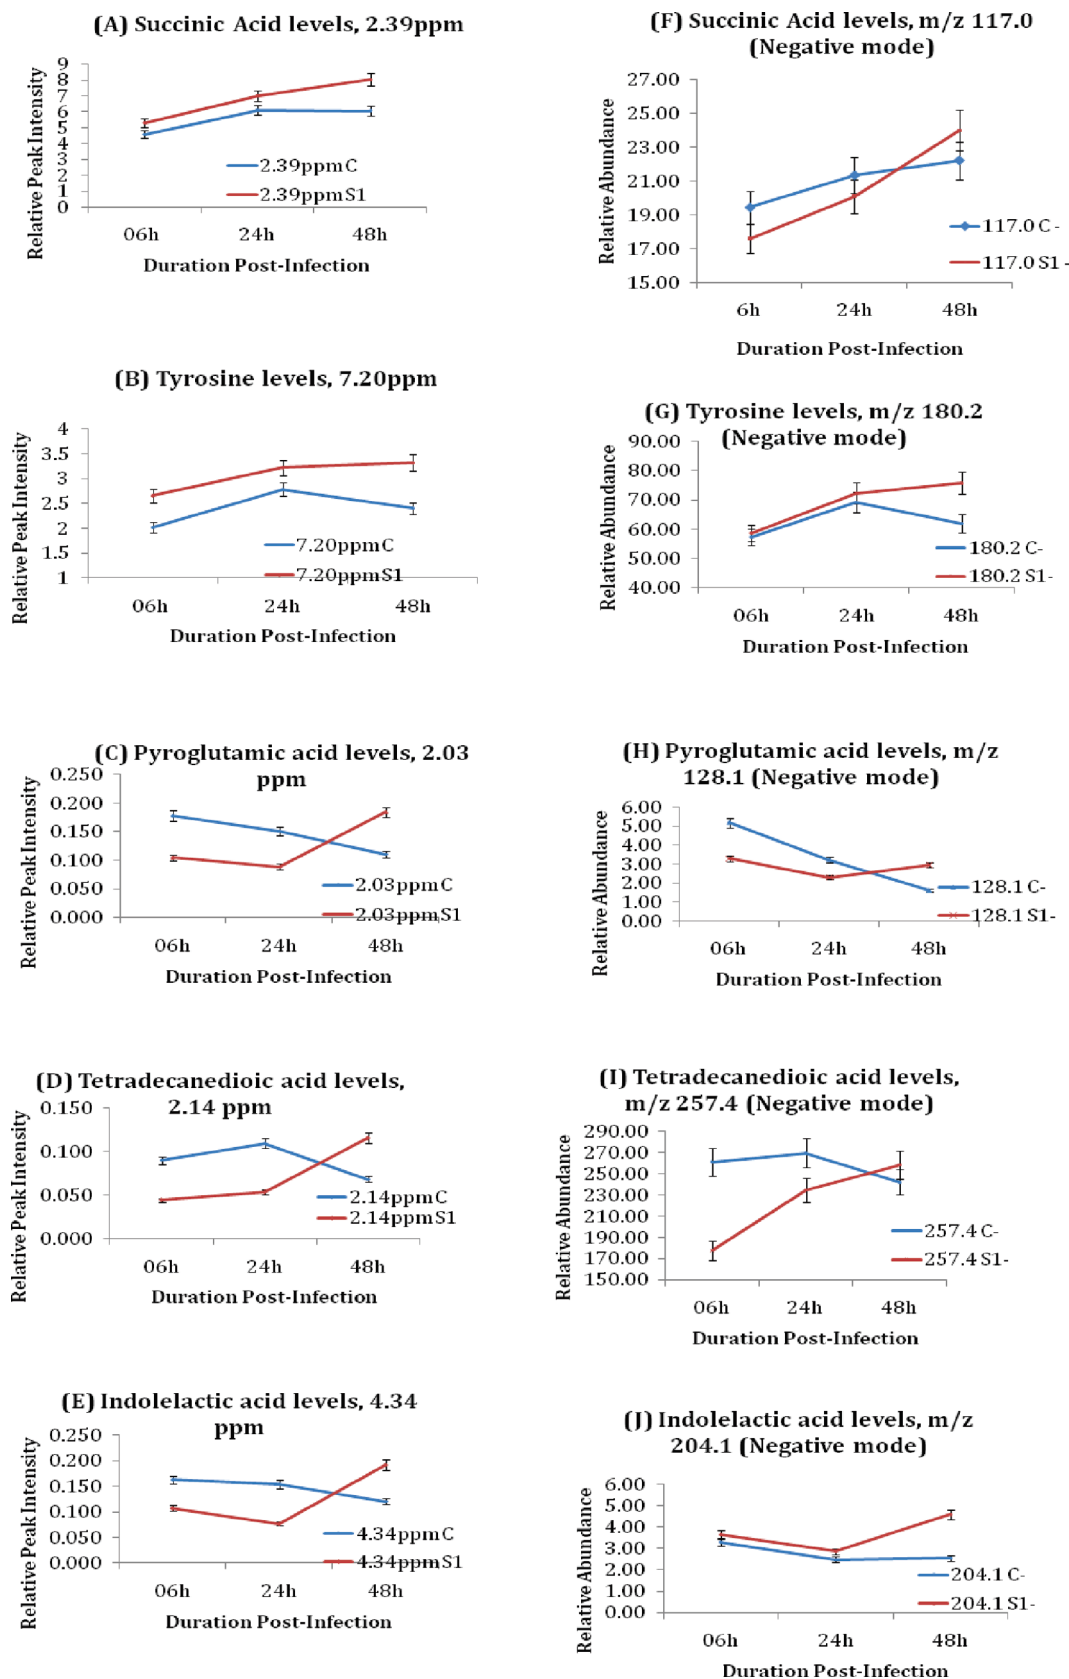 (A) Succinic Acid levels, 2.39ppm
Relative Peak Intensity
9
8
7
6
5
4
3
2
1
0
2.39ppmC
2.39ppmS1
06h 24h 48h
Duration Post-Infection
(F) Succinic Acid levels, m/z 117.0
(Negative mode)
Relative Abundance
27.00
25.00
23.00
21.00
19.00
17.00
15.00
117.0 C-
117.0 S1-
6h 24h 48h
Duration Post-Infection
(B) Tyrosine levels, 7.20ppm
Relative Peak Intensity
4
3.5
3
2.5
2
1.5
1
7.20ppmC
7.20ppmS1
06h 24h 48h
Duration Post-Infection
(G) Tyrosine levels, m/z 180.2
(Negative mode)
Relative Abundance
90.00
80.00
70.00
60.00
50.00
40.00
180.2 C-
180.2 S1-
06h 24h 48h
Duration Post-Infection
(C) Pyroglutamic acid levels, 2.03
ppm
Relative Peak Intensity
0.250
0.200
0.150
0.100
0.050
0.000
2.03ppmC
2.03ppmS1
06h 24h 48h
Duration Post-Infection
(H) Pyroglutamic acid levels, m/z
128.1 (Negative mode)
Relative Abundance
6.00
5.00
4.00
3.00
2.00
1.00
0.00
128.1 C-
128.1 S1-
06h 24h 48h
Duration Post-Infection
(D) Tetradecanedioic acid levels,
2.14 ppm
Relative Peak Intensity
0.150
0.100
0.050
0.000
2.14ppmC
2.14ppmS1
06h 24h 48h
Duration Post-Infection
(I) Tetradecanedioic acid levels,
m/z 257.4 (Negative mode)
Relative Abundance
290.00
270.00
250.00
230.00
210.00
190.00
170.00
150.00
257.4 C-
257.4 S1-
06h 24h 48h
Duration Post-Infection
(E) Indolelactic acid levels, 4.34
ppm
Relative Peak Intensity
0.250
0.200
0.150
0.100
0.050
0.000
4.34ppmC
4.34ppmS1
06h 24h 48h
Duration Post-Infection
(J) Indolelactic acid levels, m/z
204.1 (Negative mode)
Relative Abundance
6.00
5.00
4.00
3.00
2.00
1.00
0.00
204.1 C-
204.1 S1-
06h 24h 48h
Duration Post-Infection